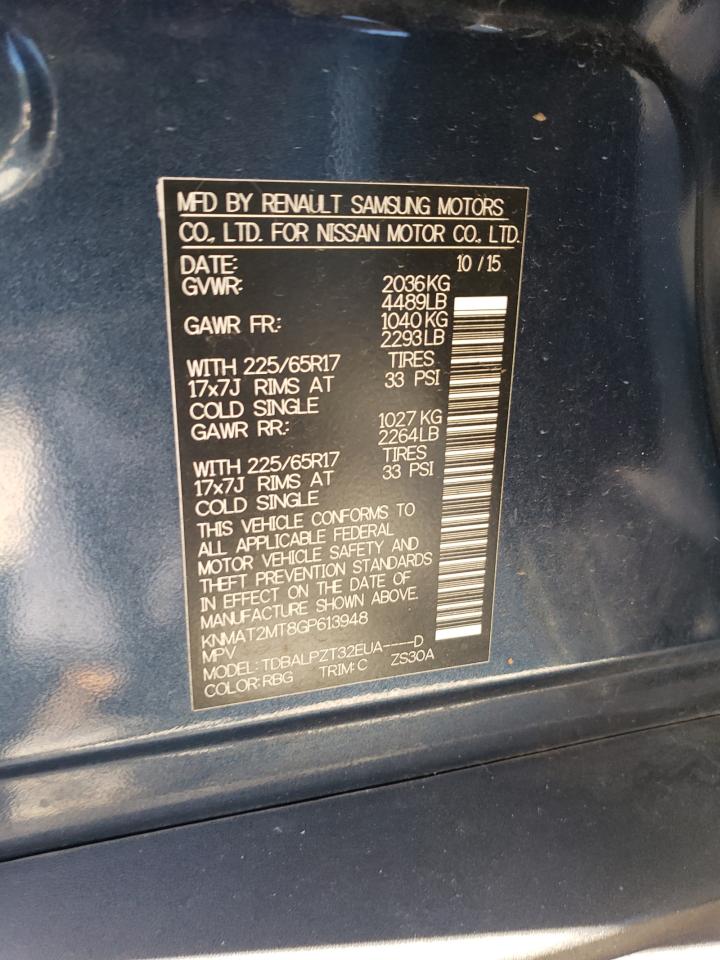 MFD BY RENAULT SAMSUNG MOTORS
CO., LTD. FOR NISSAN MOTOR CO., LTD.
DATE: 10 / 15
GVWR: 2036KG
4489LB
GAWR FR.: 1040KG
2293LB
WITH 225/65R17 TIRES
17x7J RIMS AT 33 PSI
COLD SINGLE
GAWR RR.: 1027KG
2264LB
WITH 225/65R17 TIRES
17x7J RIMS AT 33 PSI
COLD SINGLE
THIS VEHICLE CONFORMS TO
ALL APPLICABLE FEDERAL
MOTOR VEHICLE SAFETY AND
THEFT PREVENTION STANDARDS
IN EFFECT ON THE DATE OF
MANUFACTURE SHOWN ABOVE.
KNMAT2MT8GP613948
MPV
MODEL: TDBALPZT32EUA----D
COLOR: RBG TRIM: C ZS30A